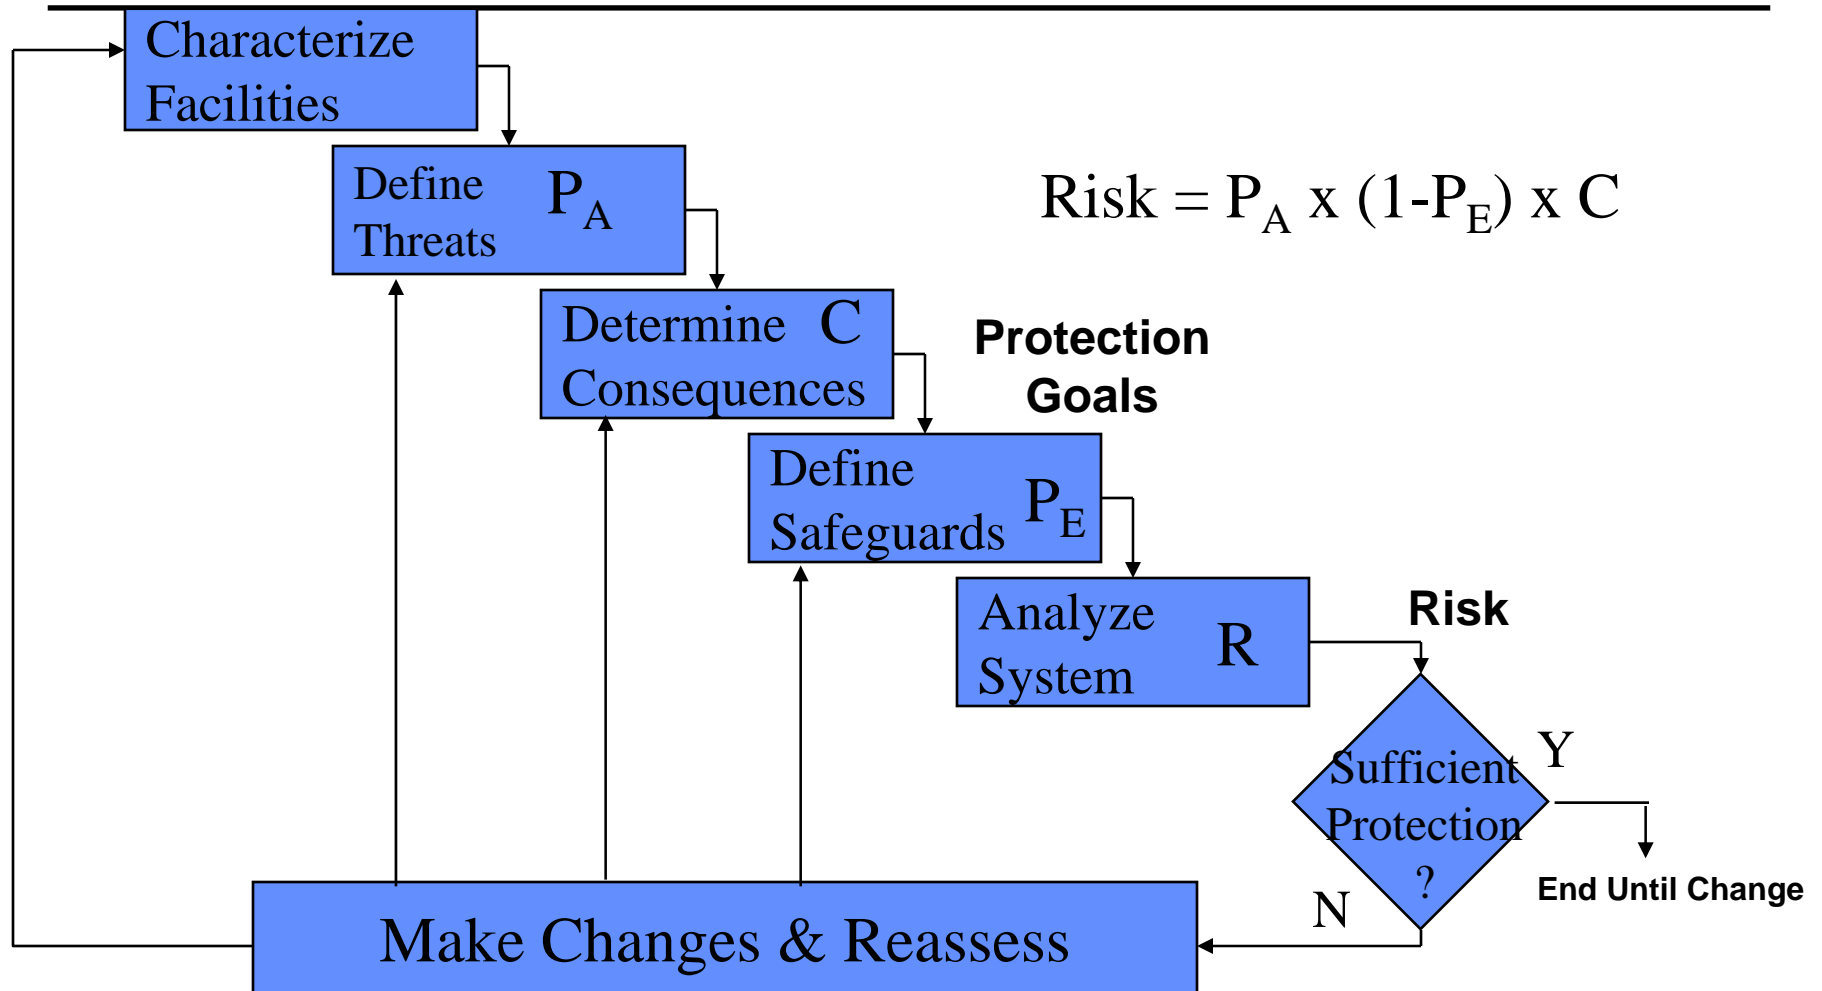 Characterize
Facilities
Define P_A
Threats
Risk = P_A x (1-P_E) x C
Determine C
Consequences
Protection
Goals
Define
Safeguards P_E
Analyze
System R
Risk
Sufficient
Protection
?
Y
N
End Until Change
Make Changes & Reassess